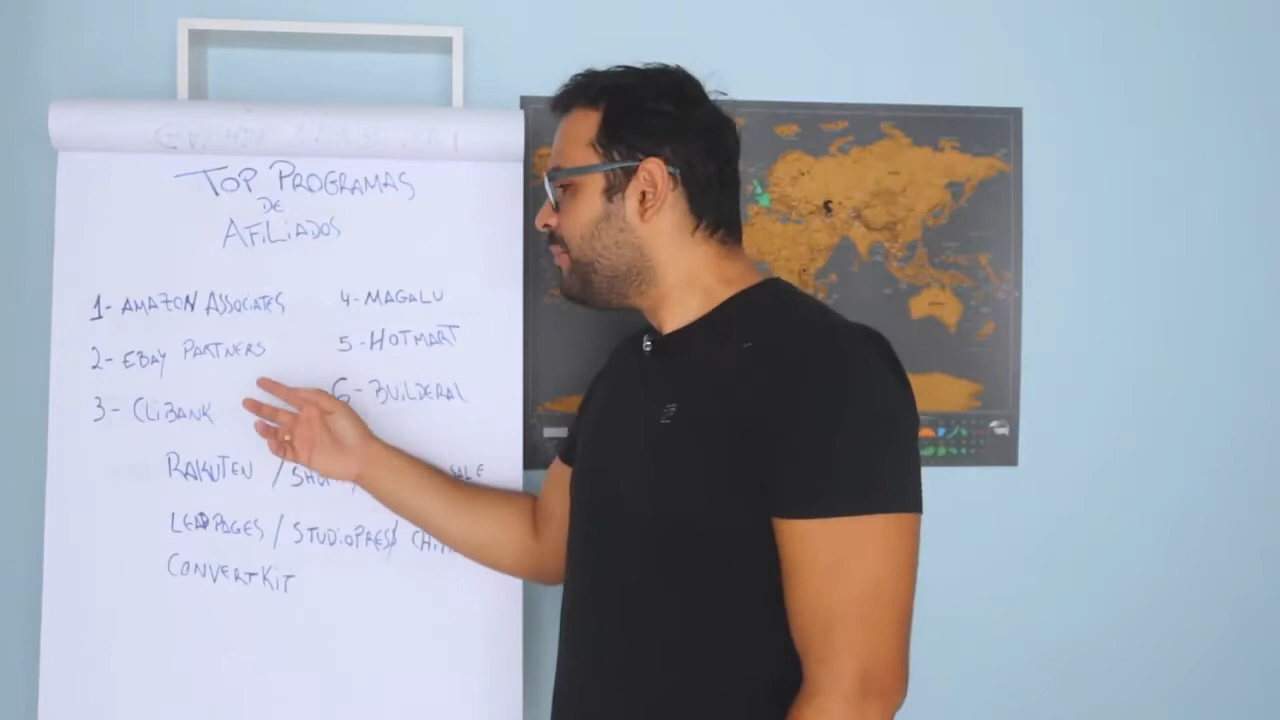 TOP PROGRAMAS
DE
AFILIADOS
1- AMAZON ASSOCIATES
2- EBAY PARTNERS
3- CLIBANK
4- MAGALU
5- HOTMART
6- BUILDERAL
RAKUTEN /
LEADPAGES / STUDIOPRESS
CONVERTKIT